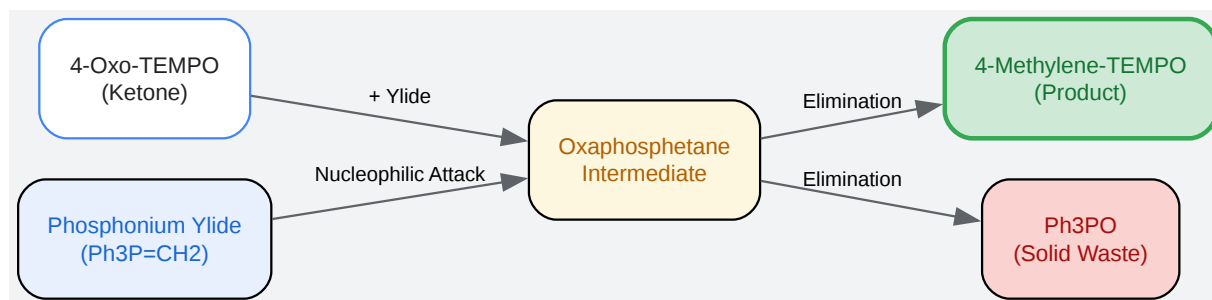 4-Oxo-TEMPO
(Ketone)
+ Ylide
Phosphonium Ylide
(Ph3P=CH2)
Nucleophilic Attack
Oxaphosphetane
Intermediate
Elimination
4-Methylene-TEMPO
(Product)
Elimination
Ph3PO
(Solid Waste)